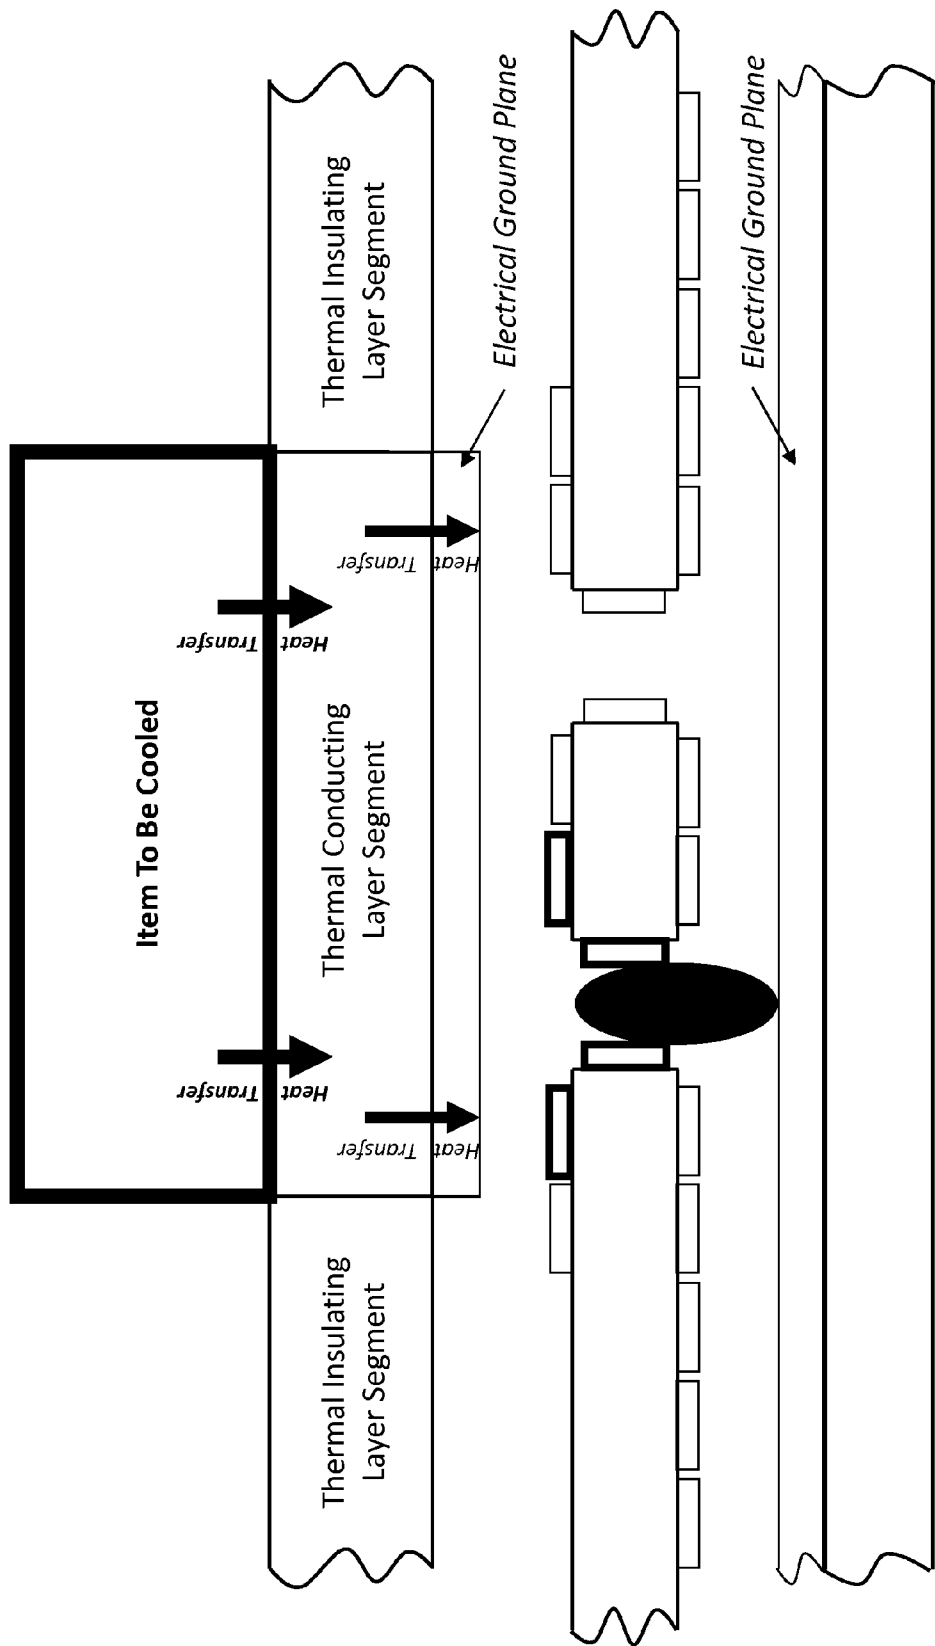 Item To Be Cooled
Heat
Transfer
Heat
Transfer
Thermal Insulating
Layer Segment
Thermal Conducting
Layer Segment
Thermal Insulating
Layer Segment
Heat
Transfer
Heat
Transfer
Electrical Ground Plane
Electrical Ground Plane